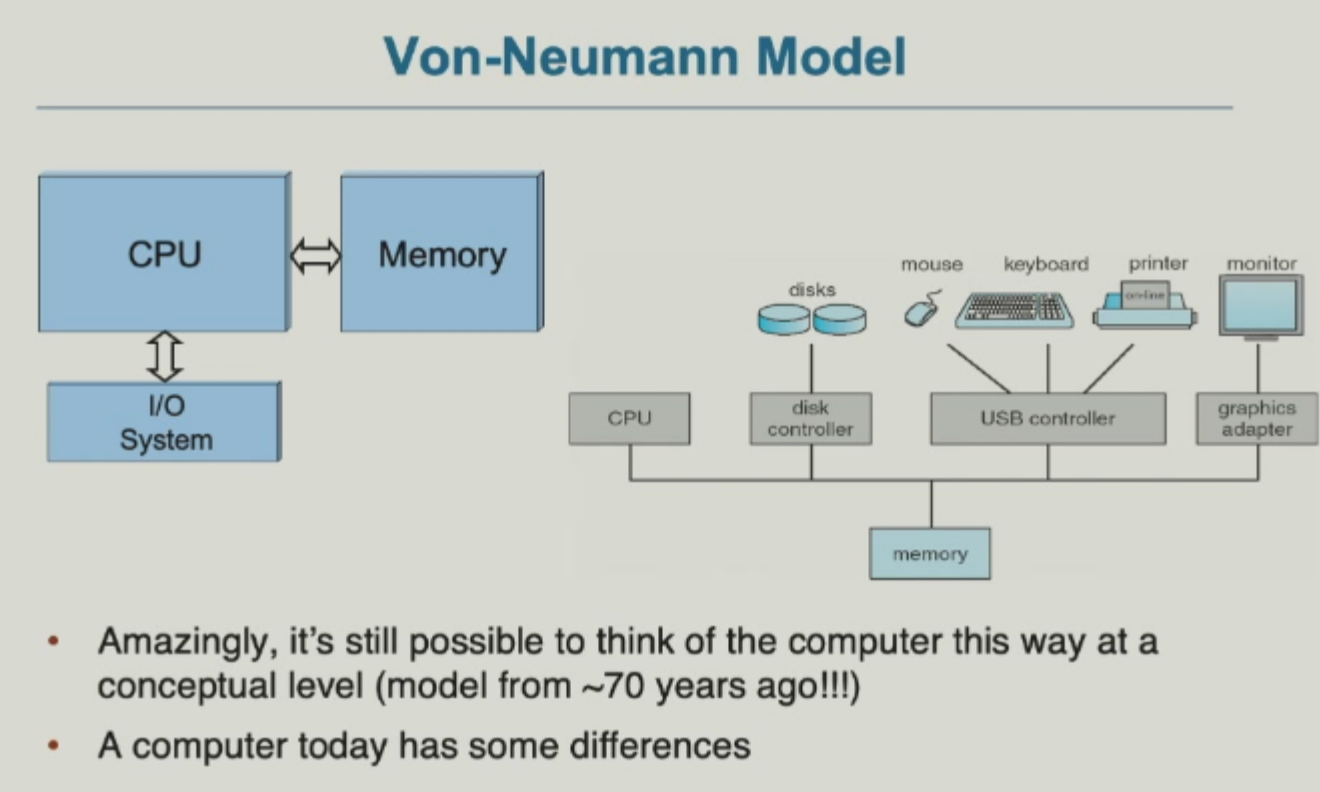 Von-Neumann Model
CPU
Memory
I/O
System
disks
mouse
keyboard
printer
monitor
on-line
CPU
disk
controller
USB controller
graphics
adapter
memory
• Amazingly, it's still possible to think of the computer this way at a
conceptual level (model from ~70 years ago!!!)
• A computer today has some differences